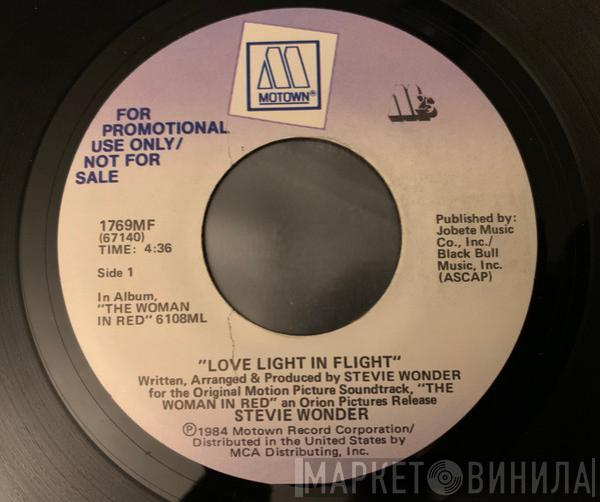 MOTOWN®
FOR
PROMOTIONAL
USE ONLY/
NOT FOR
SALE
1769MF
(67140)
TIME: 4:36
Side 1
In Album,
"THE WOMAN
IN RED" 6108ML
Published by:
Jobete Music
Co., Inc./
Black Bull
Music, Inc.
(ASCAP)
"LOVE LIGHT IN FLIGHT"
Written, Arranged & Produced by STEVIE WONDER
for the Original Motion Picture Soundtrack, "THE
WOMAN IN RED" an Orion Pictures Release
STEVIE WONDER
Ⓟ1984 Motown Record Corporation/
Distributed in the United States by
MCA Distributing, Inc.
МАРКЕТ ВИНИЛА